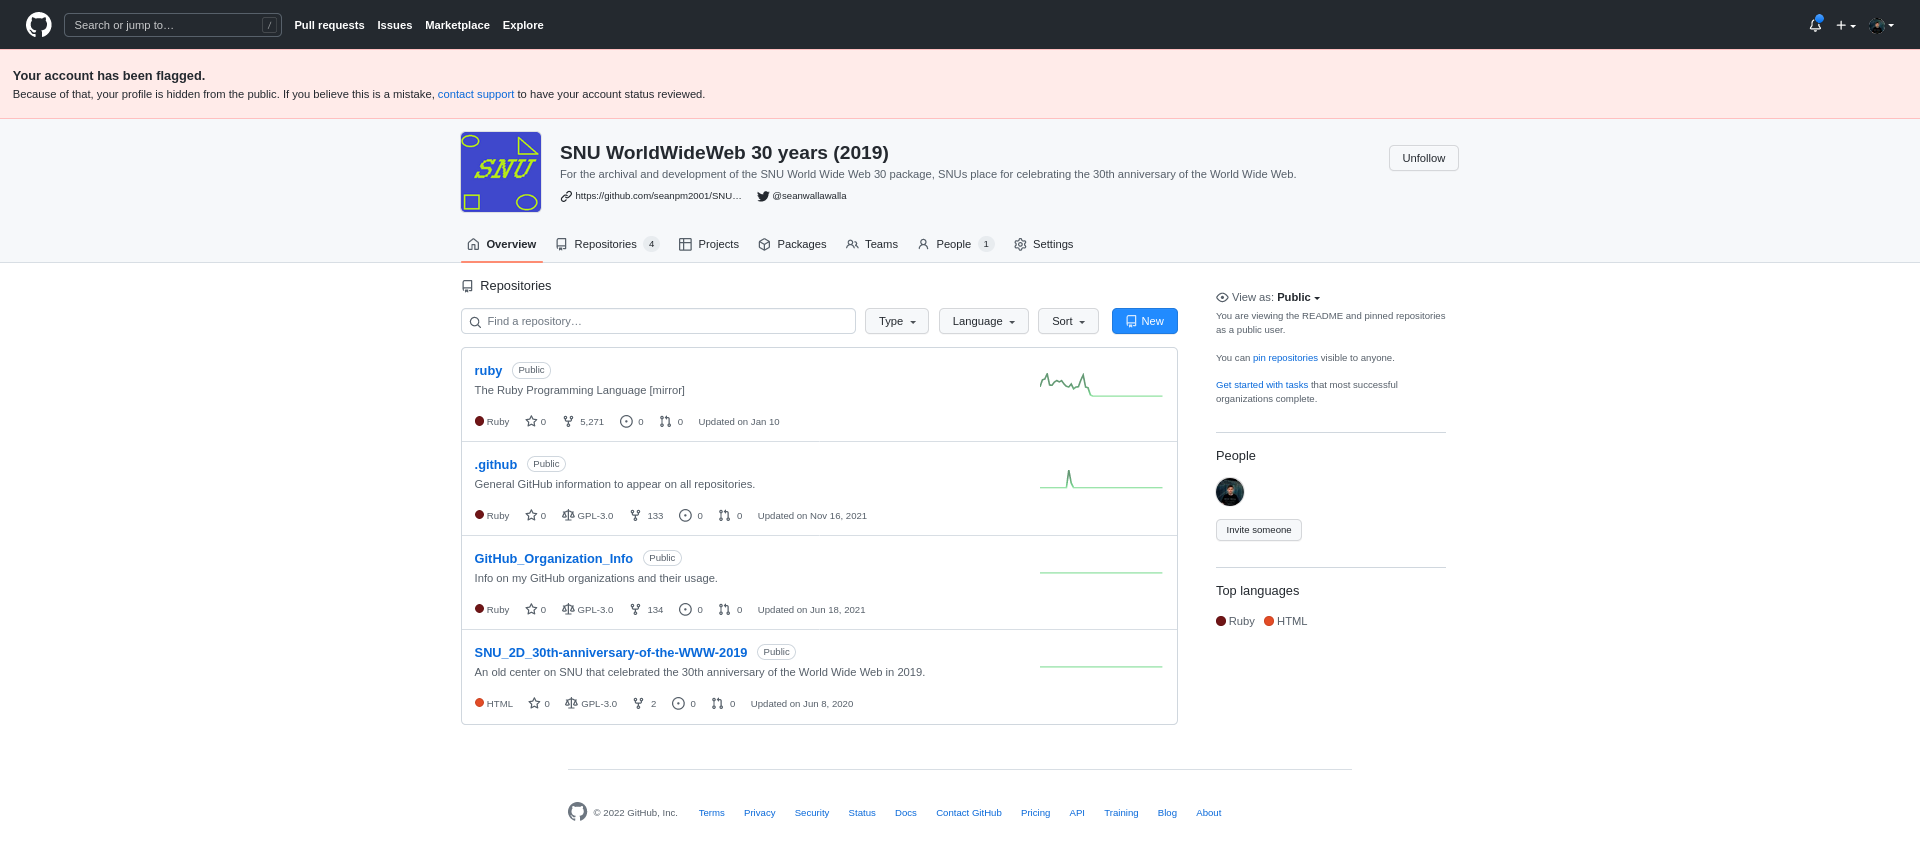 Search or jump to…
/
Pull requests Issues Marketplace Explore
Your account has been flagged.
Because of that, your profile is hidden from the public. If you believe this is a mistake, contact support to have your account status reviewed.
SNU
SNU WorldWideWeb 30 years (2019)
For the archival and development of the SNU World Wide Web 30 package, SNUs place for celebrating the 30th anniversary of the World Wide Web.
https://github.com/seanpm2001/SNU… @seanwallawalla
Unfollow
Overview Repositories 4 Projects Packages Teams People 1 Settings
Repositories
Find a repository… Type Language Sort New
ruby Public
The Ruby Programming Language [mirror]
Ruby 0 5,271 0 0 Updated on Jan 10
.github Public
General GitHub information to appear on all repositories.
Ruby 0 GPL-3.0 133 0 0 Updated on Nov 16, 2021
GitHub_Organization_Info Public
Info on my GitHub organizations and their usage.
Ruby 0 GPL-3.0 134 0 0 Updated on Jun 18, 2021
SNU_2D_30th-anniversary-of-the-WWW-2019 Public
An old center on SNU that celebrated the 30th anniversary of the World Wide Web in 2019.
HTML 0 GPL-3.0 2 0 0 Updated on Jun 8, 2020
View as: Public
You are viewing the README and pinned repositories
as a public user.
You can pin repositories visible to anyone.
Get started with tasks that most successful
organizations complete.
People
Invite someone
Top languages
Ruby HTML
© 2022 GitHub, Inc. Terms Privacy Security Status Docs Contact GitHub Pricing API Training Blog About